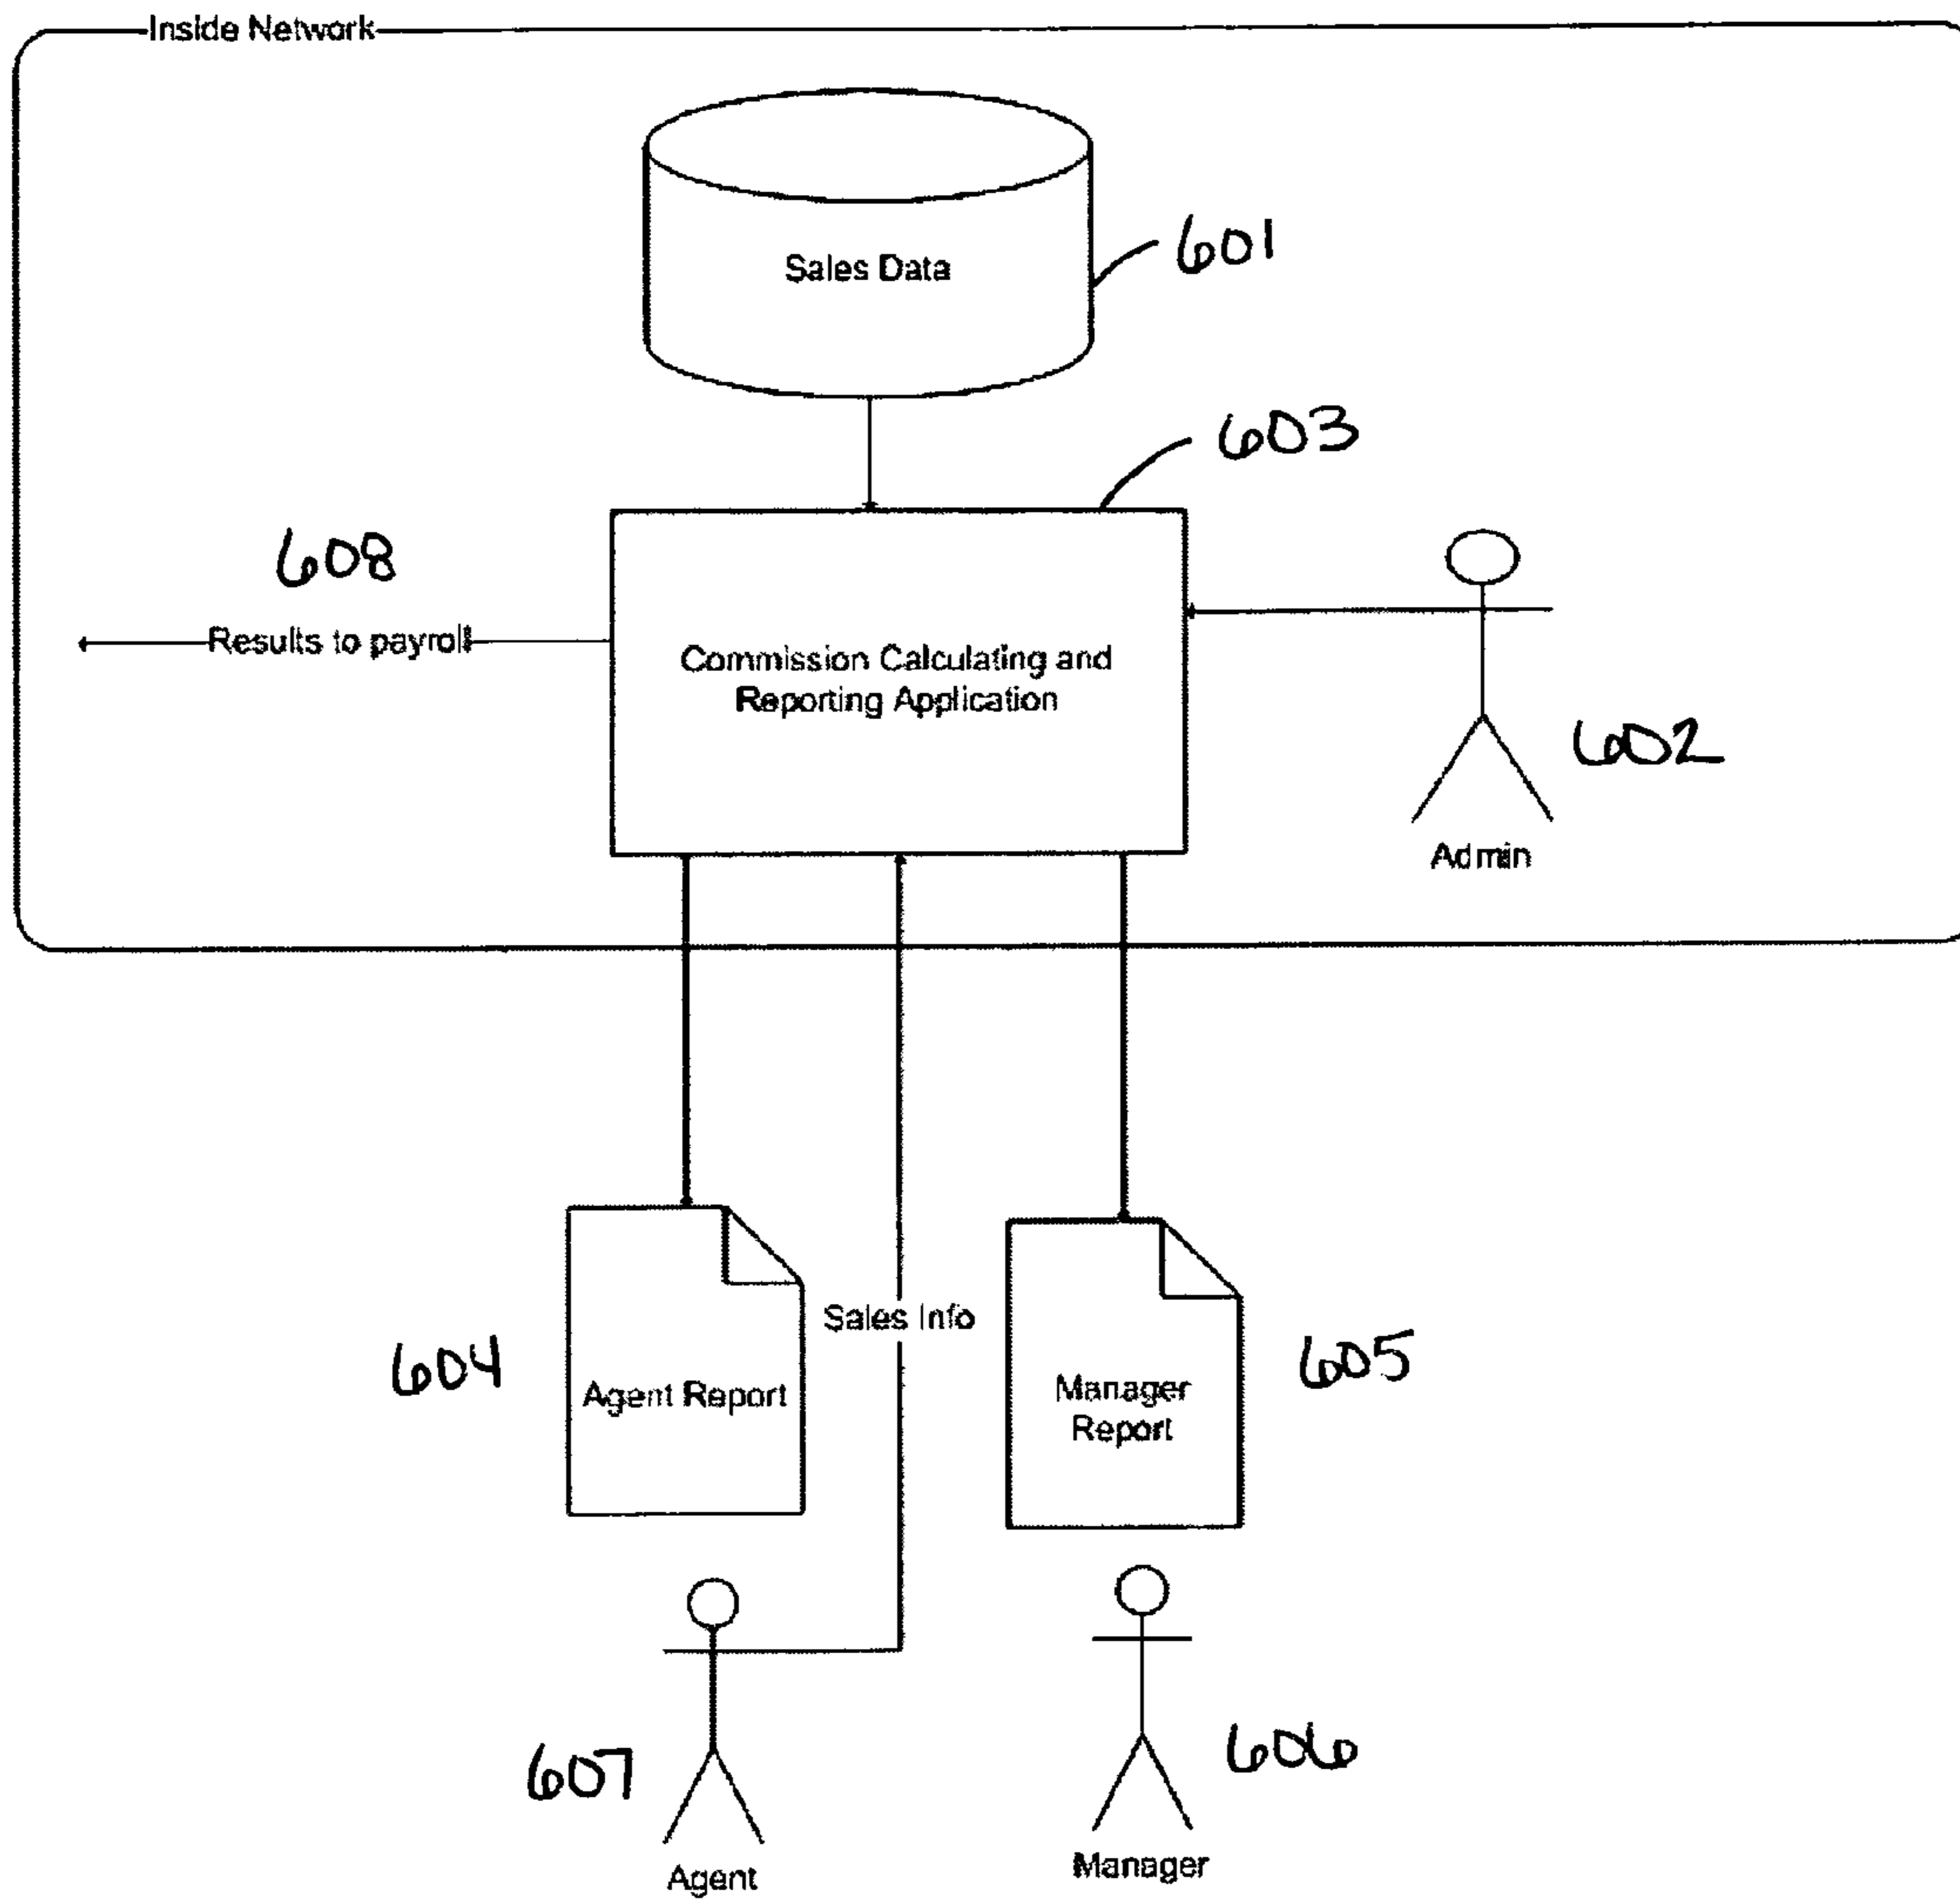 Inside Network
Sales Data
601
603
608
Results to payroll
Commission Calculating and
Reporting Application
602
Admin
Sales Info
604
Agent Report
605
Manager
Report
607
606
Agent
Manager